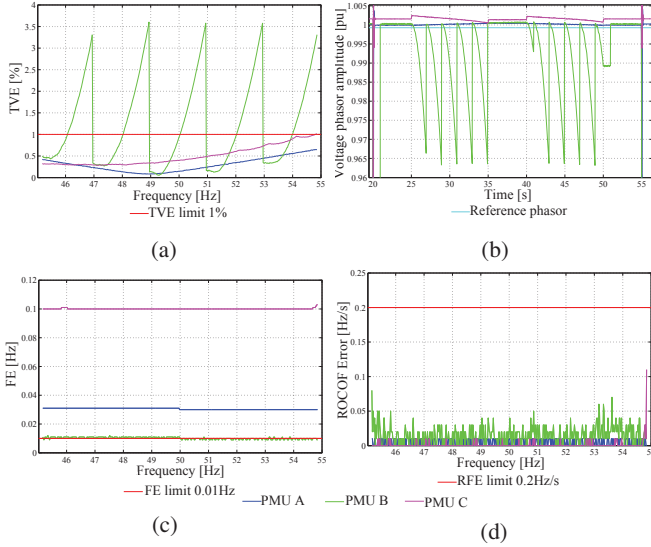 4
3.5
3
2.5
2
1.5
1
0.5
0
TVE [%]
46 47 48 49 50 51 52 53 54 55
Frequency [Hz]
TVE limit 1%
(a)
1.005
1
0.995
0.99
0.985
0.98
0.975
0.97
0.965
0.96
Voltage phasor amplitude [pu]
20 25 30 35 40 45 50 55
Time [s]
Reference phasor
(b)
0.12
0.1
0.08
0.06
0.04
0.02
0
FE [Hz]
46 47 48 49 50 51 52 53 54 55
Frequency [Hz]
FE limit 0.01Hz
(c)
0.25
0.2
0.15
0.1
0.05
0
ROCOF Error [Hz/s]
46 47 48 49 50 51 52 53 54 5
Frequency [Hz]
RFE limit 0.2Hz/s
PMU A PMU B PMU C
(d)